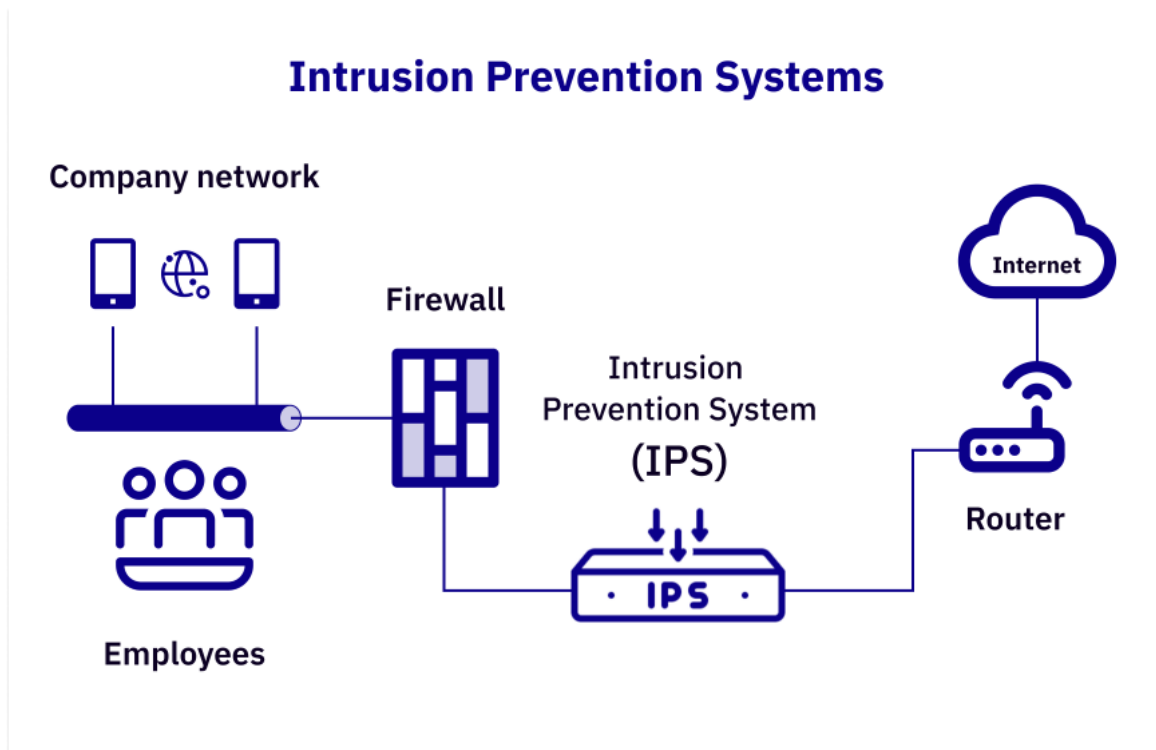 Intrusion Prevention Systems
Company network
Internet
Firewall
Intrusion
Prevention System
(IPS)
Router
IPS
Employees